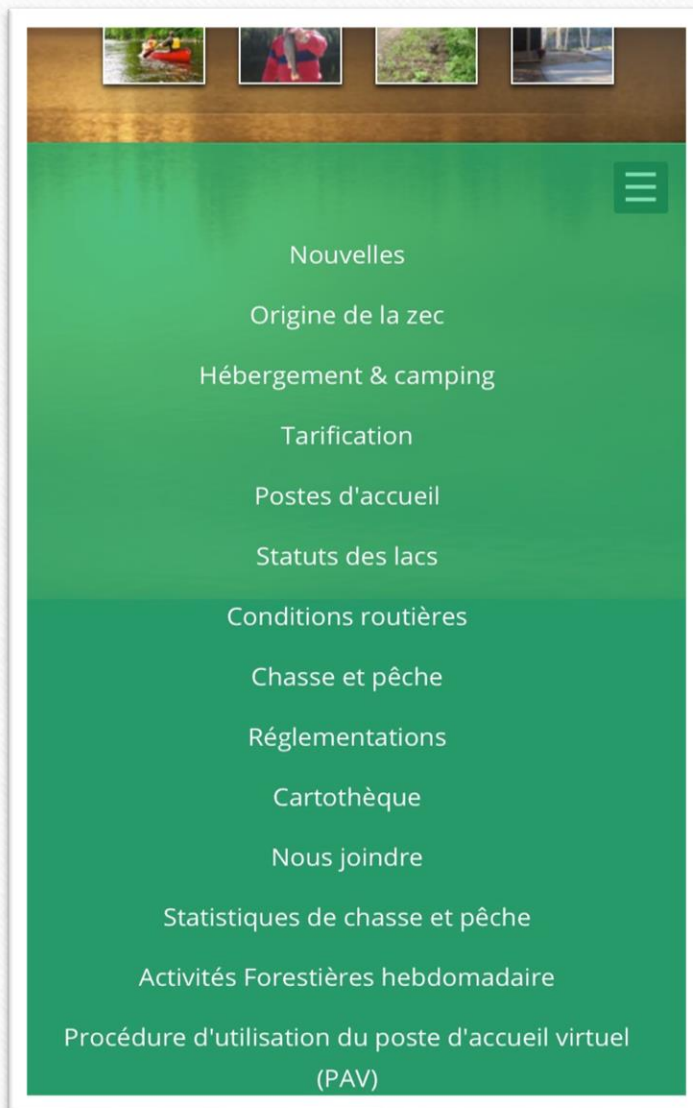 Nouvelles
Origine de la zec
Hébergement & camping
Tarification
Postes d'accueil
Statuts des lacs
Conditions routières
Chasse et pêche
Réglementations
Cartothèque
Nous joindre
Statistiques de chasse et pêche
Activités Forestières hebdomadaire
Procédure d'utilisation du poste d'accueil virtuel
(PAV)